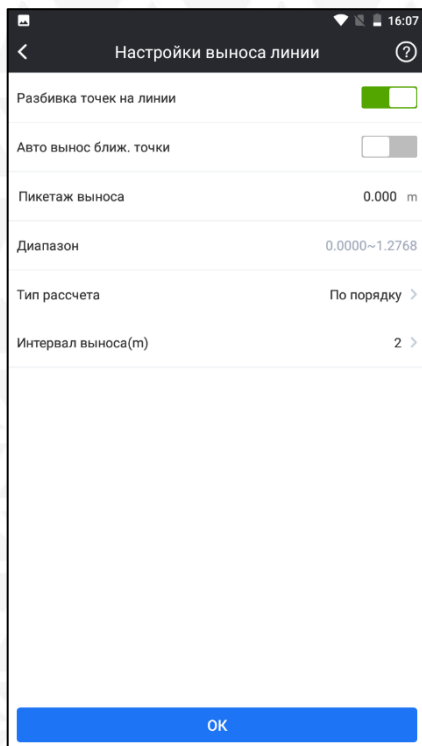 16:07
Настройки выноса линии
Разбивка точек на линии
Авто вынос ближ. точки
Пикетаж выноса 0.000 m
Диапазон 0.0000~1.2768
Тип рассчета По порядку
Интервал выноса(m) 2
ОК